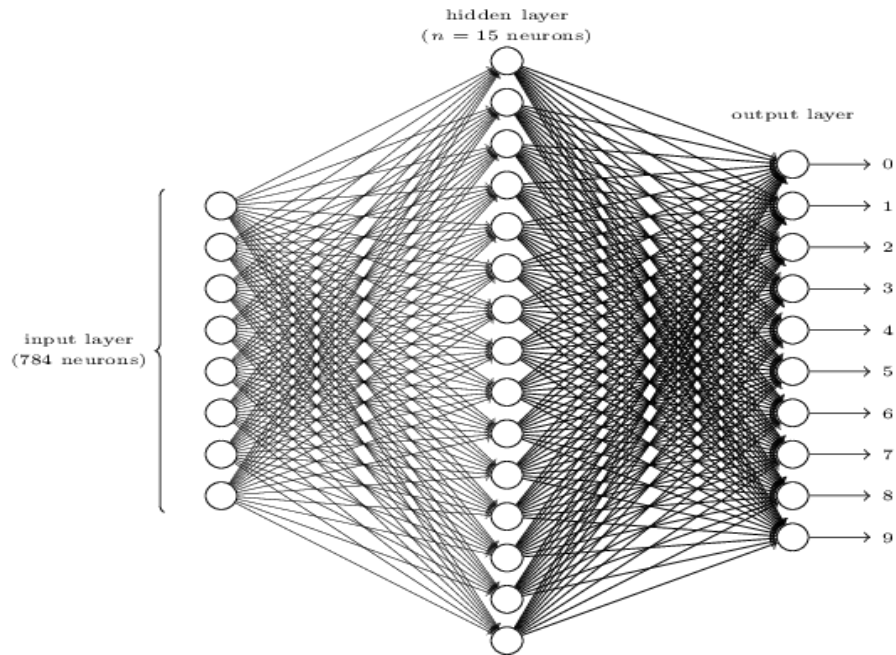 hidden layer
(n = 15 neurons)
output layer
input layer
(784 neurons)
0
1
2
3
4
5
6
7
8
9